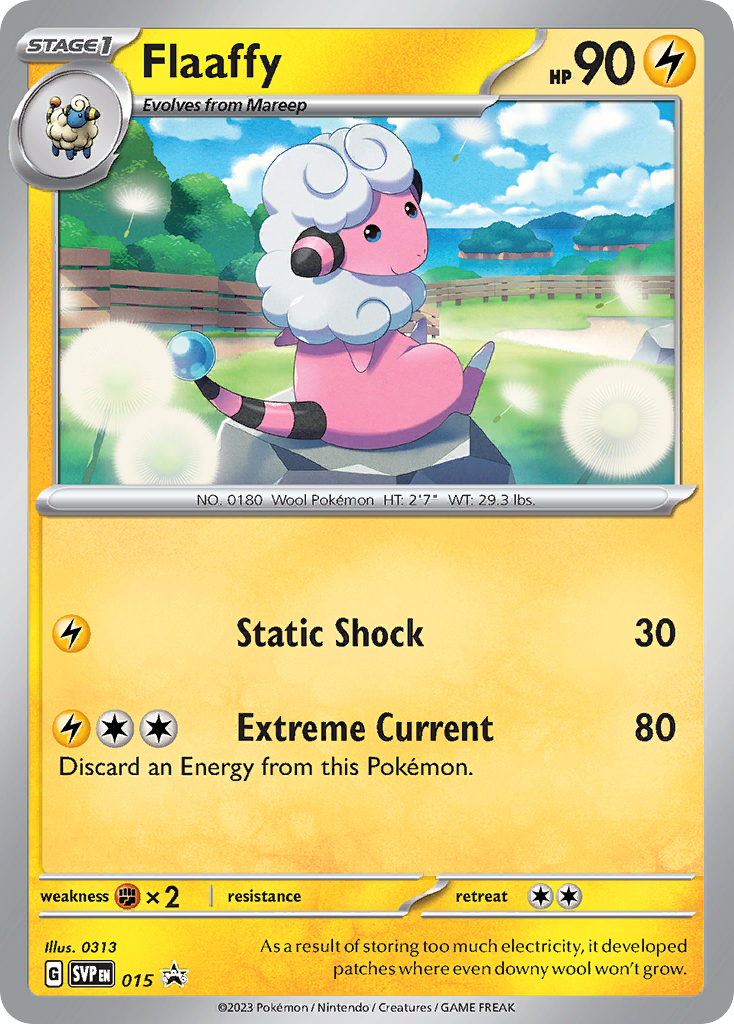 STAGE1
Flaaffy
HP 90
Evolves from Mareep
NO. 0180 Wool Pokémon HT: 2'7" WT: 29.3 lbs.
Static Shock 30
Extreme Current 80
Discard an Energy from this Pokémon.
weakness ×2 resistance retreat
Illus. 0313
As a result of storing too much electricity, it developed
patches where even downy wool won't grow.
G SVP EN 015
©2023 Pokémon / Nintendo / Creatures / GAME FREAK